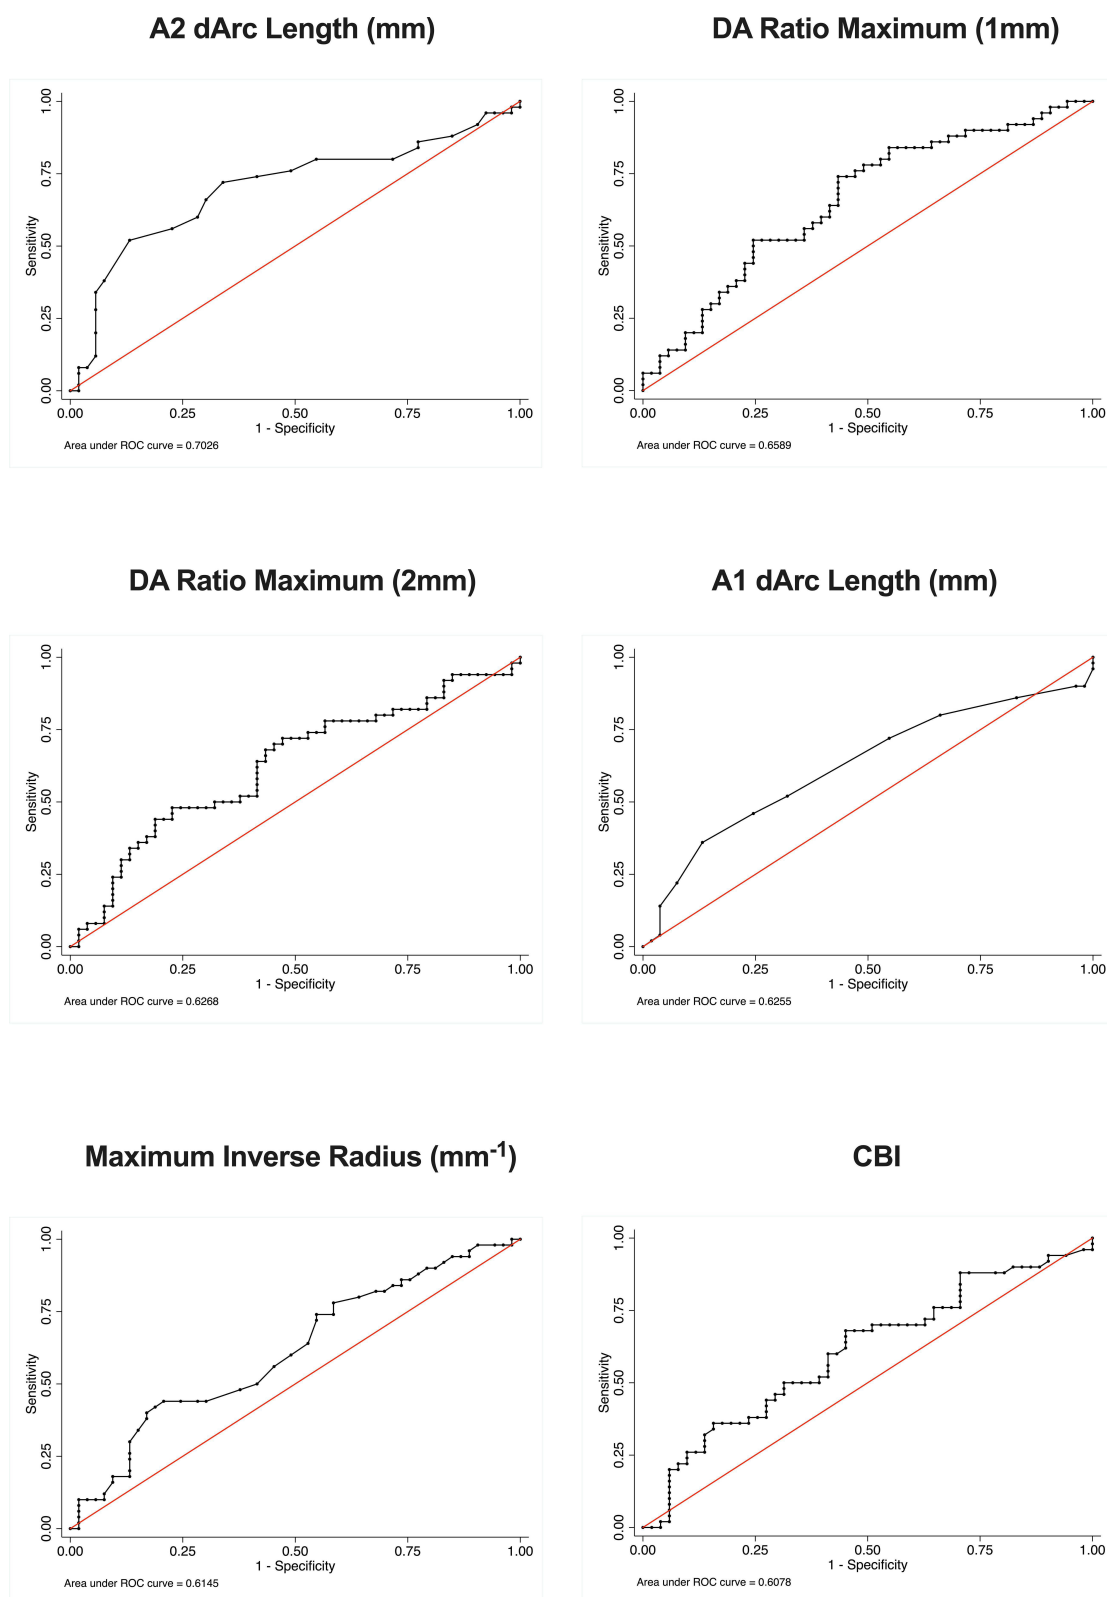 A2 dArc Length (mm)
DA Ratio Maximum (1mm)
Sensitivity
0.00 0.25 0.50 0.75 1.00
0.00 0.25 0.50 0.75 1.00
1 - Specificity
Area under ROC curve = 0.7026
Sensitivity
0.00 0.25 0.50 0.75 1.00
0.00 0.25 0.50 0.75 1.00
1 - Specificity
Area under ROC curve = 0.6589
DA Ratio Maximum (2mm)
A1 dArc Length (mm)
Sensitivity
0.00 0.25 0.50 0.75 1.00
0.00 0.25 0.50 0.75 1.00
1 - Specificity
Area under ROC curve = 0.6268
Sensitivity
0.00 0.25 0.50 0.75 1.00
0.00 0.25 0.50 0.75 1.00
1 - Specificity
Area under ROC curve = 0.6255
Maximum Inverse Radius (mm⁻¹)
CBI
Sensitivity
0.00 0.25 0.50 0.75 1.00
0.00 0.25 0.50 0.75 1.00
1 - Specificity
Area under ROC curve = 0.6145
Sensitivity
0.00 0.25 0.50 0.75 1.00
0.00 0.25 0.50 0.75 1.00
1 - Specificity
Area under ROC curve = 0.6078